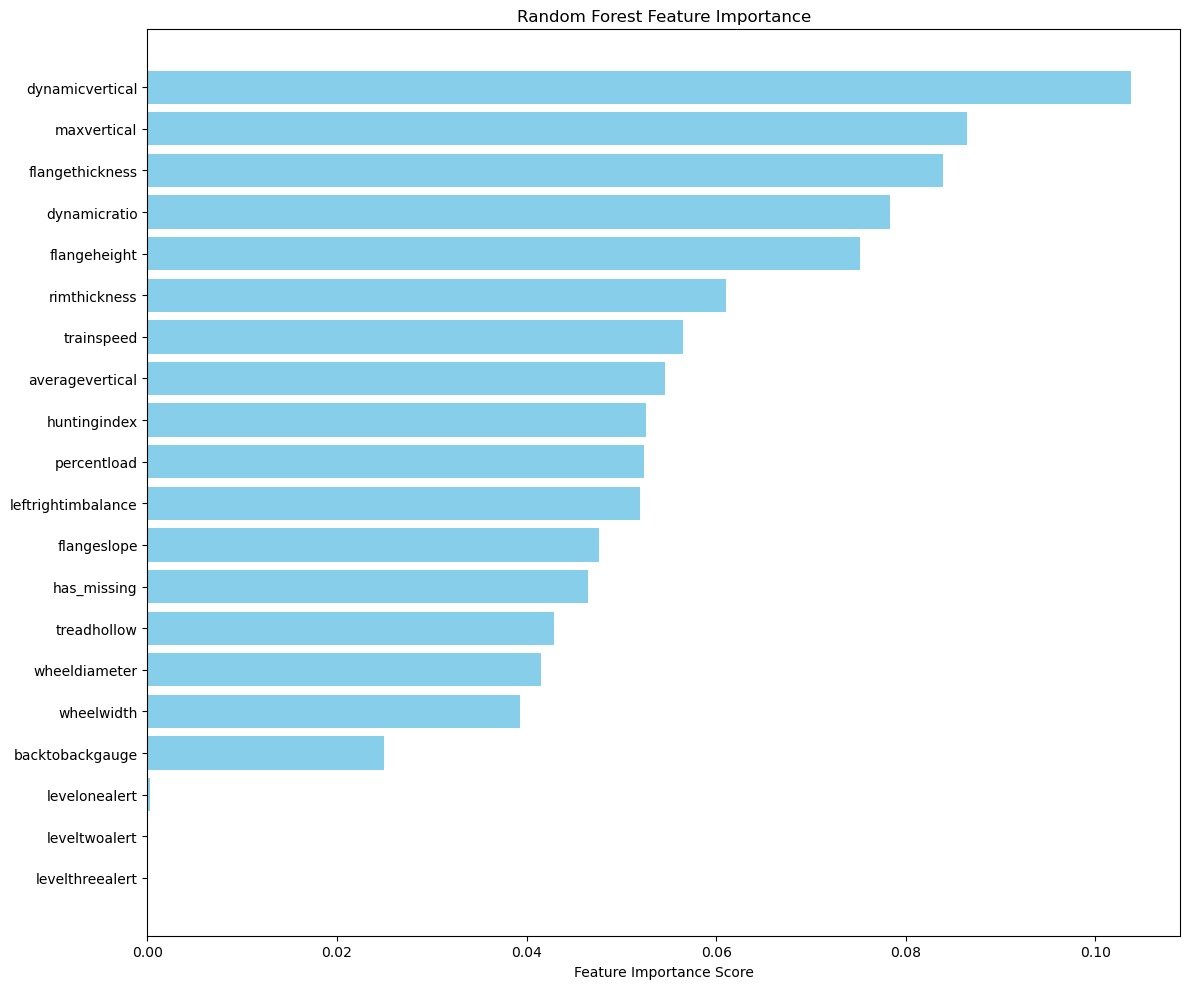 Random Forest Feature Importance
dynamicvertical
maxvertical
flangethickness
dynamicratio
flangeheight
rimthickness
trainspeed
averagevertical
huntingindex
percentload
leftrightimbalance
flangeslope
has_missing
treadhollow
wheeldiameter
wheelwidth
backtobackgauge
levelonealert
leveltwoalert
levelthreealert
0.00 0.02 0.04 0.06 0.08 0.10
Feature Importance Score